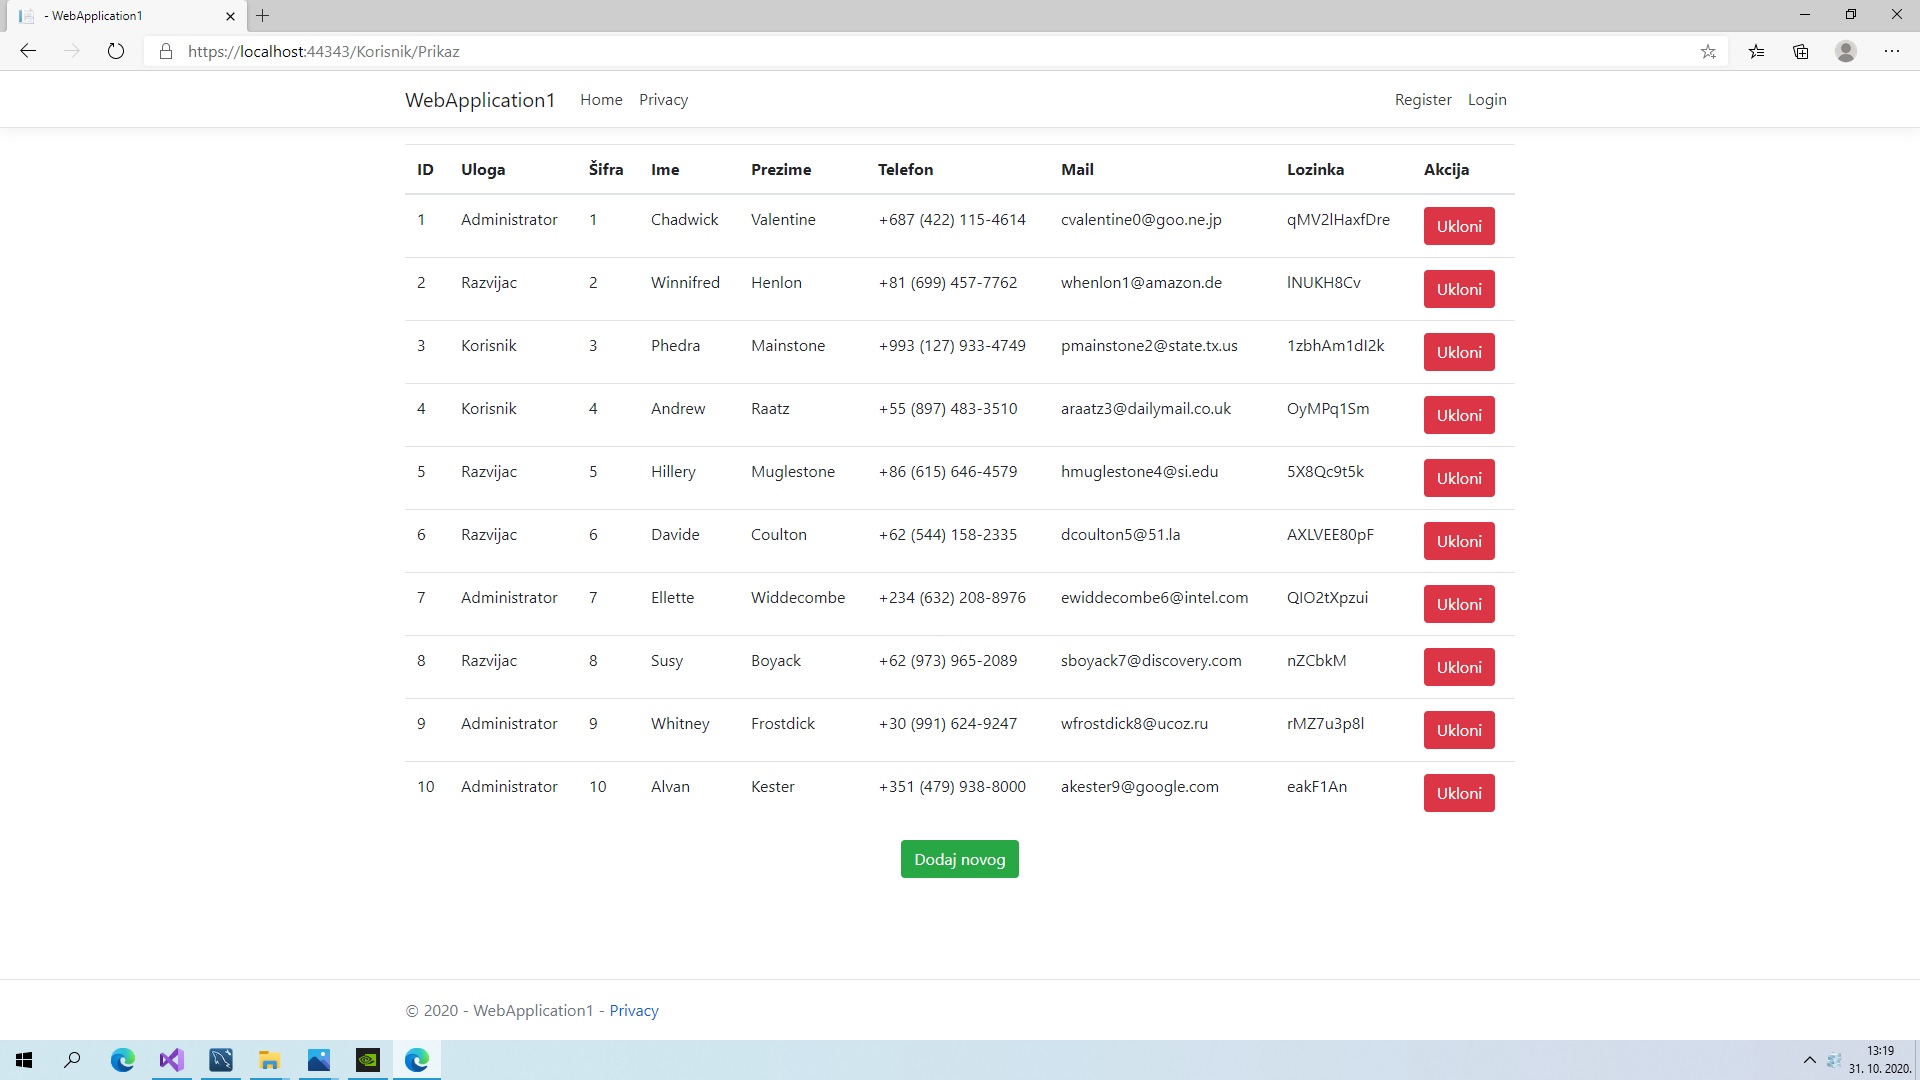 - WebApplication1
https://localhost:44343/Korisnik/Prikaz
WebApplication1 Home Privacy Register Login
ID Uloga Šifra Ime Prezime Telefon Mail Lozinka Akcija
1 Administrator 1 Chadwick Valentine +687 (422) 115-4614 cvalentine0@goo.ne.jp qMV2lHaxfDre Ukloni
2 Razvijac 2 Winnifred Henlon +81 (699) 457-7762 whenlon1@amazon.de lNUKH8Cv Ukloni
3 Korisnik 3 Phedra Mainstone +993 (127) 933-4749 pmainstone2@state.tx.us 1zbhAm1dI2k Ukloni
4 Korisnik 4 Andrew Raatz +55 (897) 483-3510 araatz3@dailymail.co.uk OyMPq1Sm Ukloni
5 Razvijac 5 Hillery Muglestone +86 (615) 646-4579 hmuglestone4@si.edu 5X8Qc9t5k Ukloni
6 Razvijac 6 Davide Coulton +62 (544) 158-2335 dcoulton5@51.la AXLVEE80pF Ukloni
7 Administrator 7 Ellette Widdecombe +234 (632) 208-8976 ewiddecombe6@intel.com QIO2tXpzui Ukloni
8 Razvijac 8 Susy Boyack +62 (973) 965-2089 sboyack7@discovery.com nZCbkM Ukloni
9 Administrator 9 Whitney Frostdick +30 (991) 624-9247 wfrostdick8@ucoz.ru rMZ7u3p8l Ukloni
10 Administrator 10 Alvan Kester +351 (479) 938-8000 akester9@google.com eakF1An Ukloni
Dodaj novog
© 2020 - WebApplication1 - Privacy
13:19
31. 10. 2020.